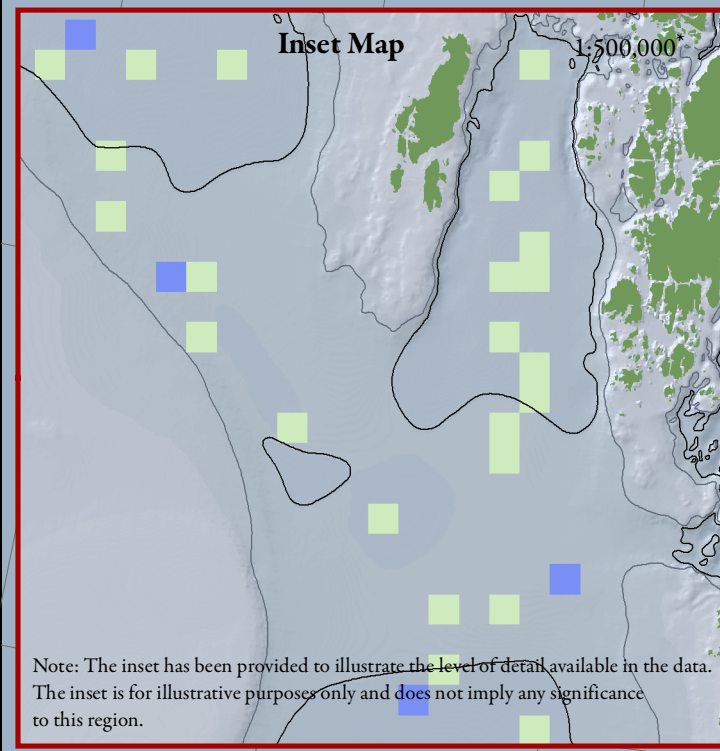 Inset Map
1:500,000*
Note: The inset has been provided to illustrate the level of detail available in the data.
The inset is for illustrative purposes only and does not imply any significance
to this region.